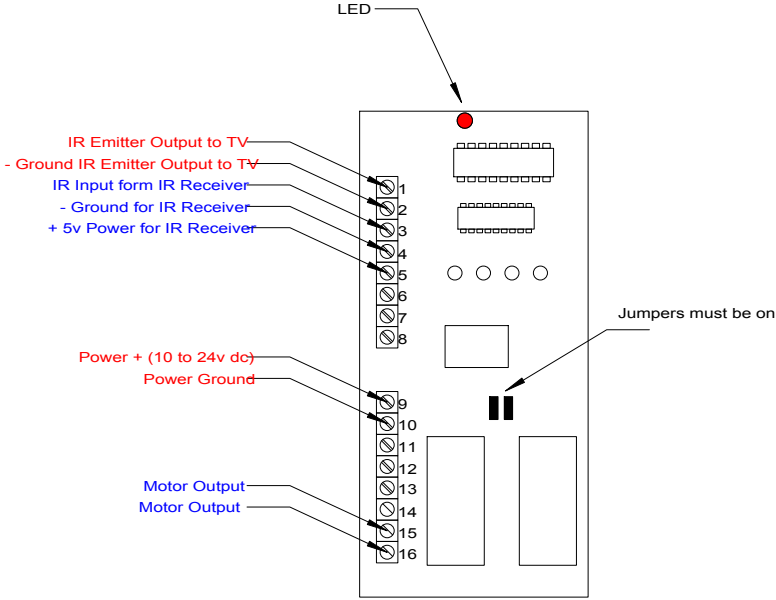 LED
IR Emitter Output to TV
- Ground IR Emitter Output to TV
IR Input form IR Receiver
- Ground for IR Receiver
+ 5v Power for IR Receiver
1
2
3
4
5
6
7
8
Jumpers must be on
Power + (10 to 24v dc)
Power Ground
9
10
11
12
13
14
15
16
Motor Output
Motor Output